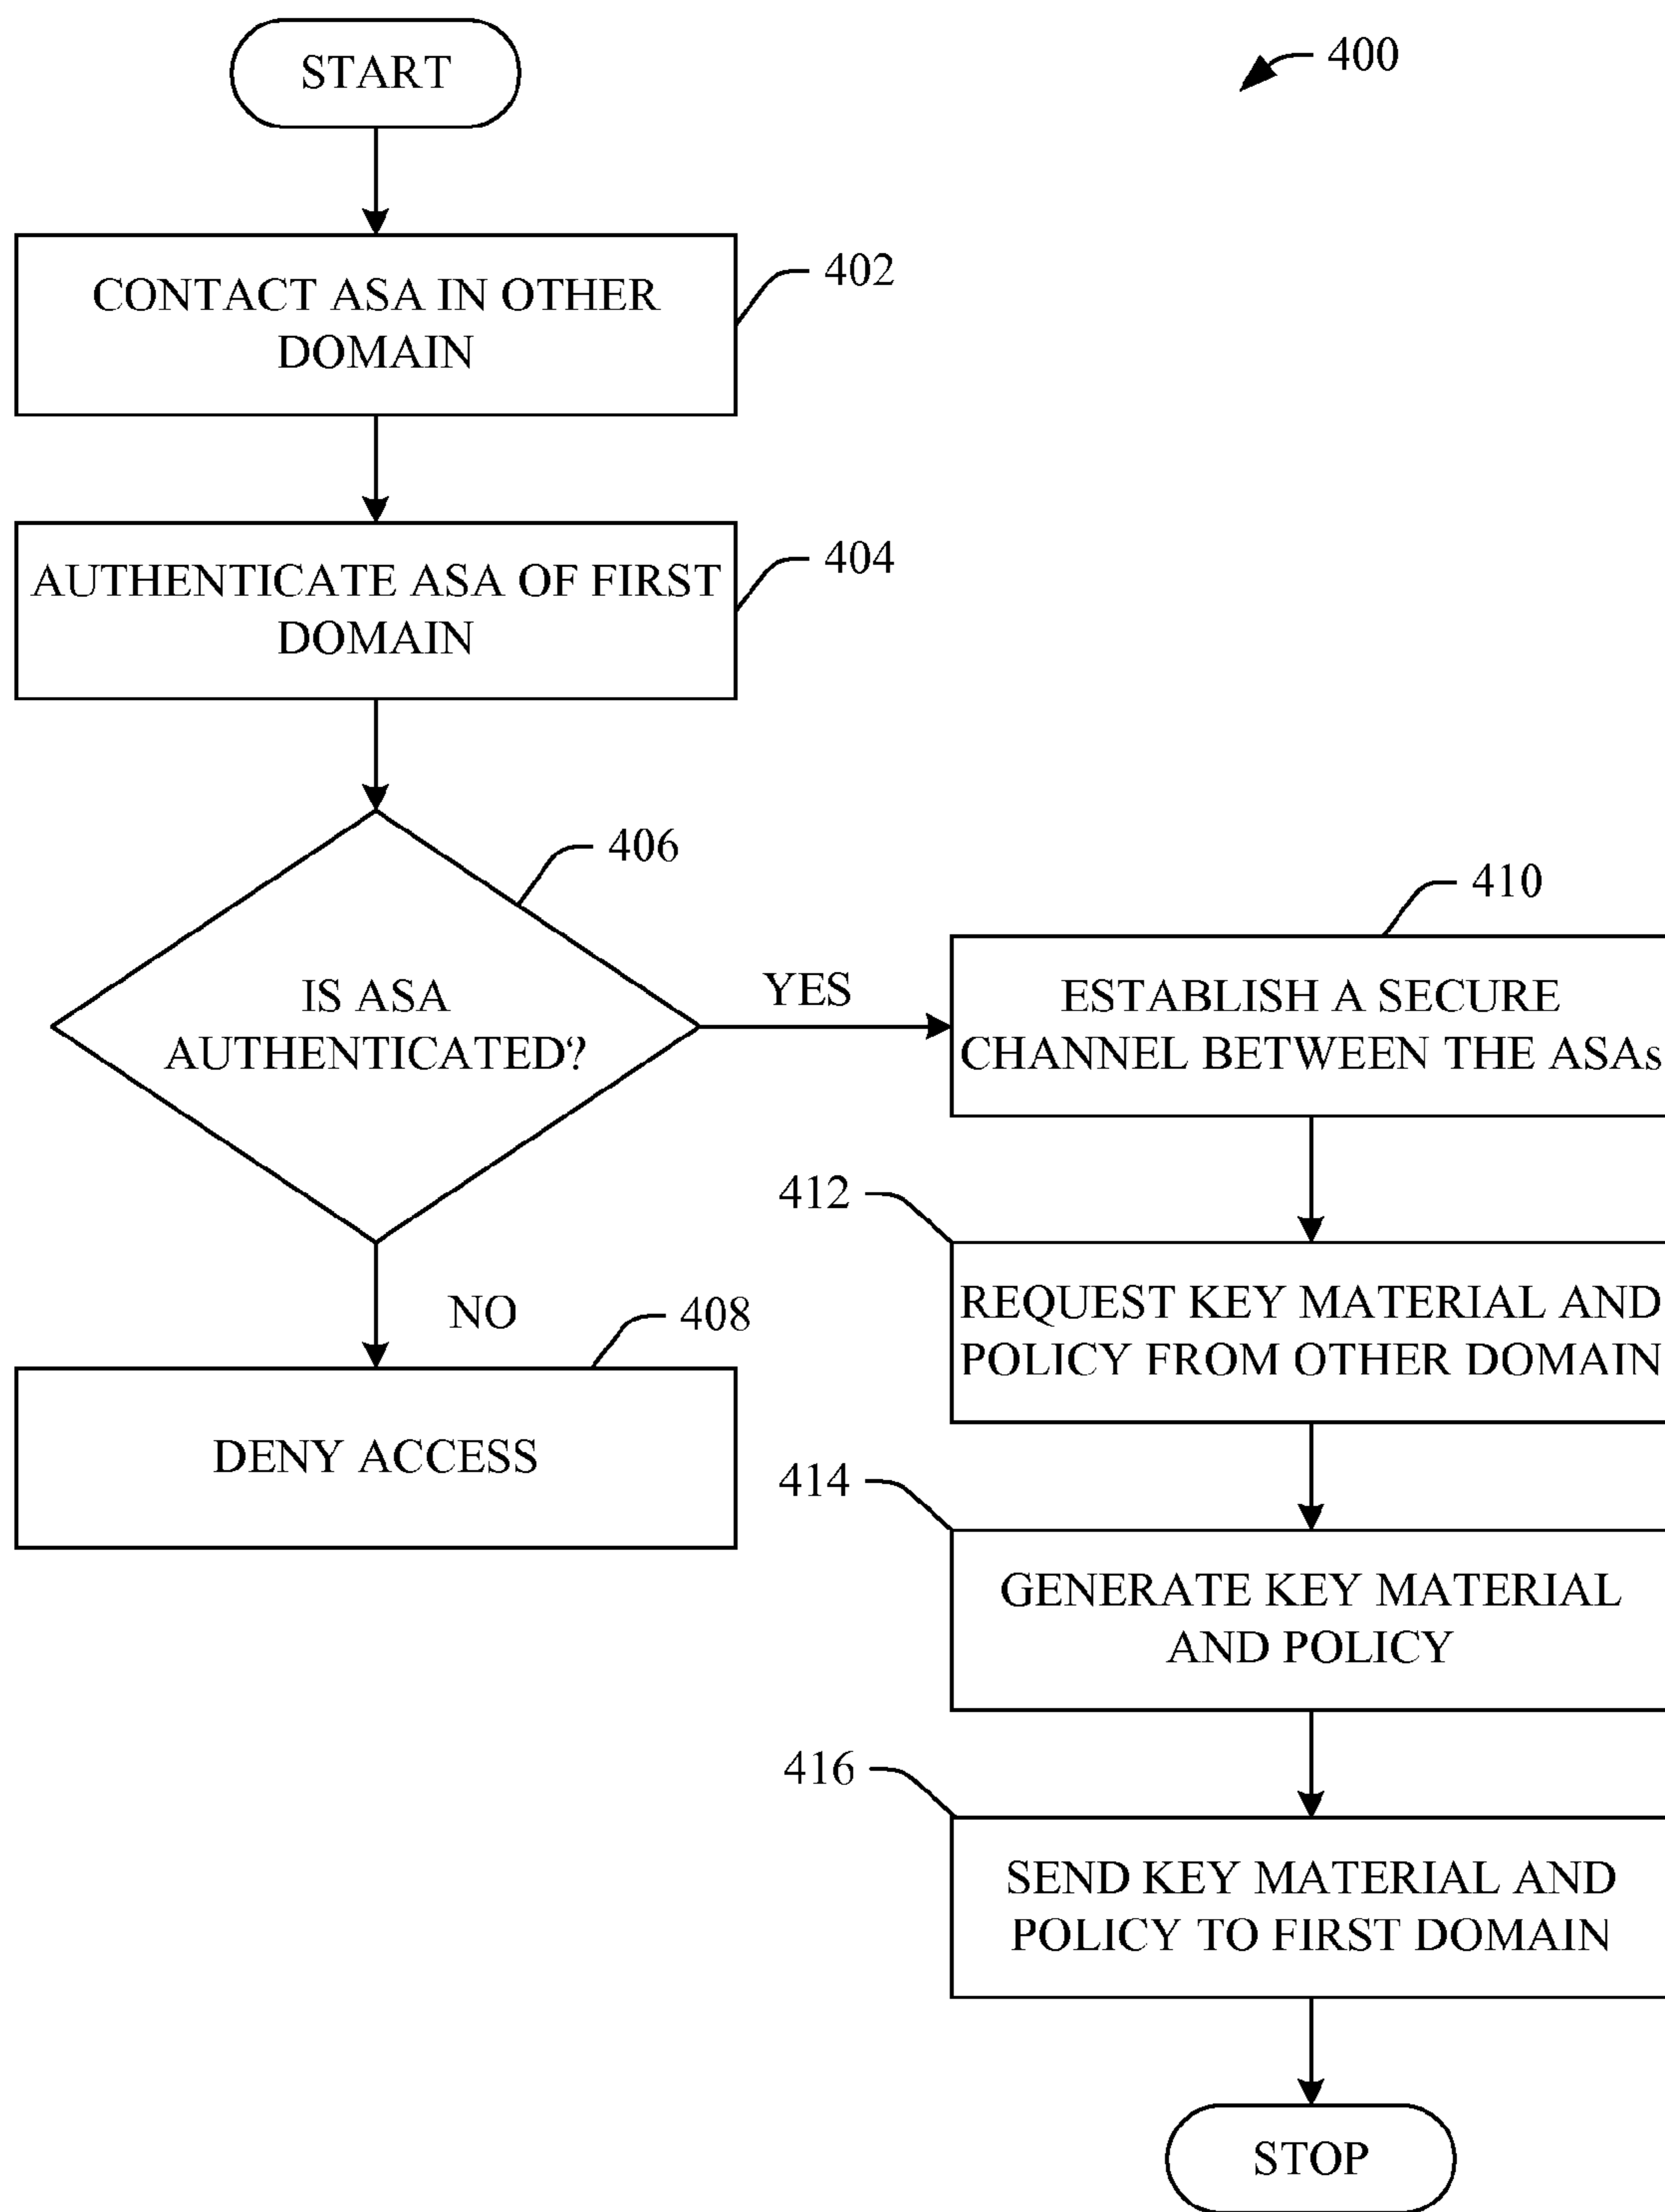 START
400
CONTACT ASA IN OTHER
DOMAIN
402
AUTHENTICATE ASA OF FIRST
DOMAIN
404
IS ASA
AUTHENTICATED?
406
YES
NO
DENY ACCESS
408
ESTABLISH A SECURE
CHANNEL BETWEEN THE ASAs
410
REQUEST KEY MATERIAL AND
POLICY FROM OTHER DOMAIN
412
GENERATE KEY MATERIAL
AND POLICY
414
SEND KEY MATERIAL AND
POLICY TO FIRST DOMAIN
416
STOP